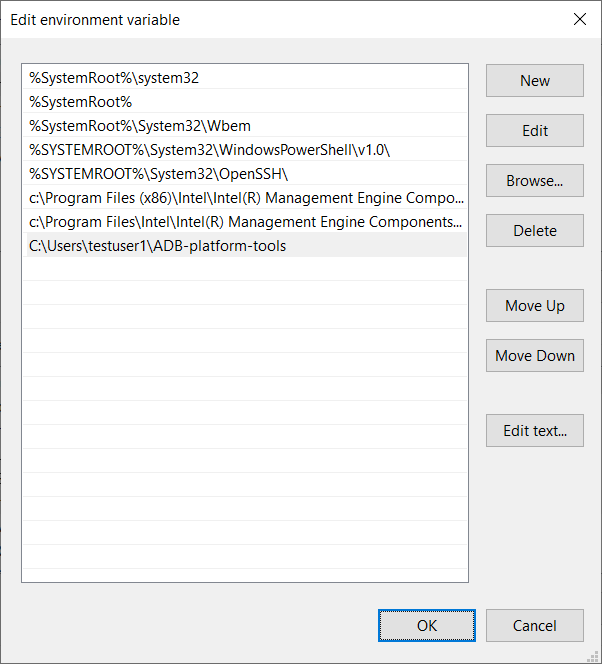 Edit environment variable
%SystemRoot%\system32
%SystemRoot%
%SystemRoot%\System32\Wbem
%SYSTEMROOT%\System32\WindowsPowerShell\v1.0\
%SYSTEMROOT%\System32\OpenSSH\
c:\Program Files (x86)\Intel\Intel(R) Management Engine Compo...
c:\Program Files\Intel\Intel(R) Management Engine Components...
C:\Users\testuser1\ADB-platform-tools
New
Edit
Browse...
Delete
Move Up
Move Down
Edit text...
OK
Cancel